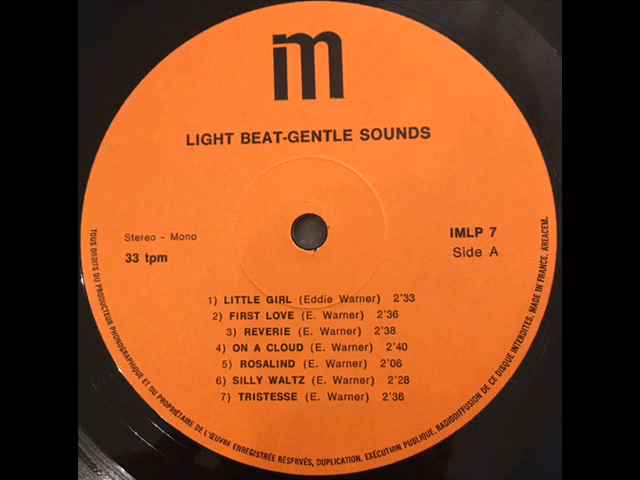 im
LIGHT BEAT-GENTLE SOUNDS
Stereo - Mono
33 tpm
IMLP 7
Side A
1) LITTLE GIRL (Eddie Warner) 2'33
2) FIRST LOVE (E. Warner) 2'36
3) REVERIE (E. Warner) 2'38
4) ON A CLOUD (E. Warner) 2'40
5) ROSALIND (E. Warner) 2'06
6) SILLY WALTZ (E. Warner) 2'28
7) TRISTESSE (E. Warner) 2'36
TOUS DROITS DU PRODUCTEUR PHONOGRAPHIQUE ET DU PROPRIÉTAIRE DE L'ŒUVRE ENREGISTRÉE RÉSERVÉS, DUPLICATION, EXÉCUTION PUBLIQUE, RADIODIFFUSION DE CE DISQUE INTERDITES. MADE IN FRANCE. AREACEM.